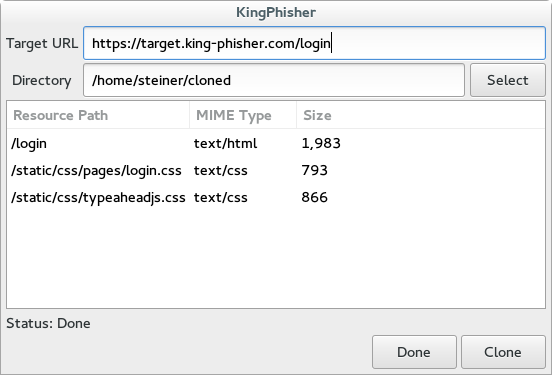 KingPhisher
Target URL https://target.king-phisher.com/login
Directory /home/steiner/cloned Select
Resource Path MIME Type Size
/login text/html 1,983
/static/css/pages/login.css text/css 793
/static/css/typeaheadjs.css text/css 866
Status: Done
Done Clone